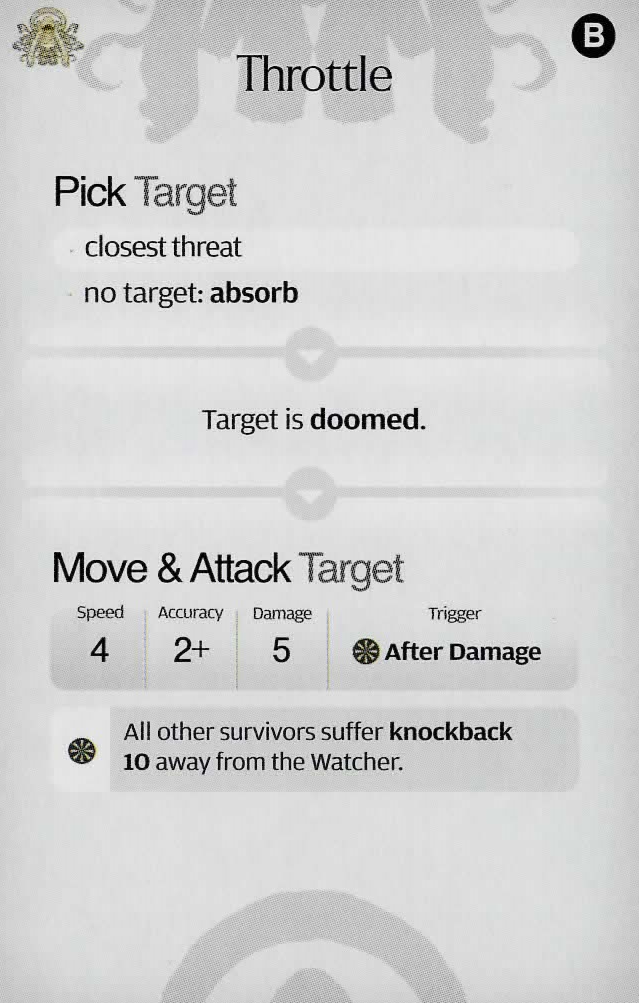 B
Throttle
Pick Target
closest threat
no target: absorb
Target is doomed.
Move & Attack Target
Speed Accuracy Damage Trigger
4 2+ 5 After Damage
All other survivors suffer knockback
10 away from the Watcher.